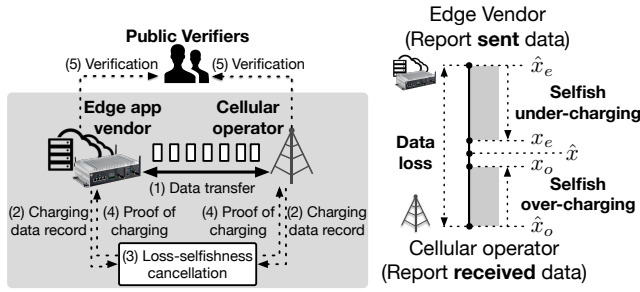 Public Verifiers
(5) Verification
(5) Verification
Edge app
vendor
Cellular
operator
(1) Data transfer
(2) Charging
data record
(4) Proof of
charging
(4) Proof of
charging
(2) Charging
data record
(3) Loss-selfishness
cancellation
Edge Vendor
(Report sent data)
x̂ₑ
Selfish
under-charging
Data
loss
xₑ
x̂
xₒ
Selfish
over-charging
x̂ₒ
Cellular operator
(Report received data)